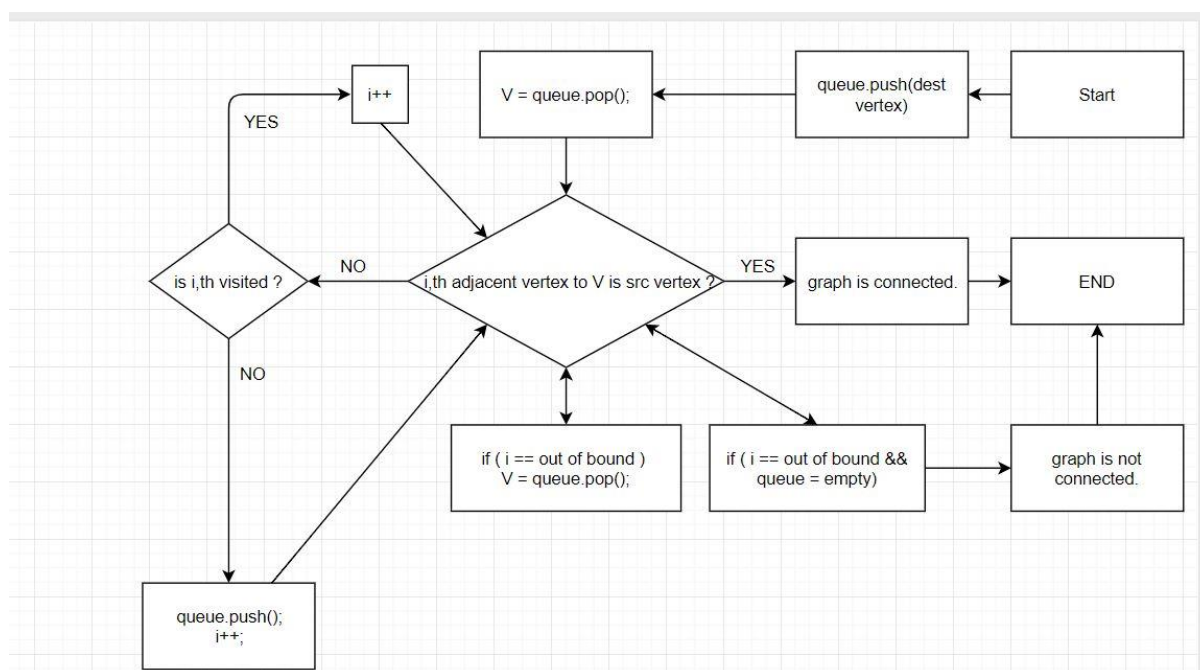 i++
V = queue.pop();
queue.push(dest
vertex)
Start
YES
is i,th visited ?
NO
i,th adjacent vertex to V is src vertex ?
YES
graph is connected.
END
NO
if ( i == out of bound )
V = queue.pop();
if ( i == out of bound &&
queue = empty)
graph is not
connected.
queue.push();
i++;